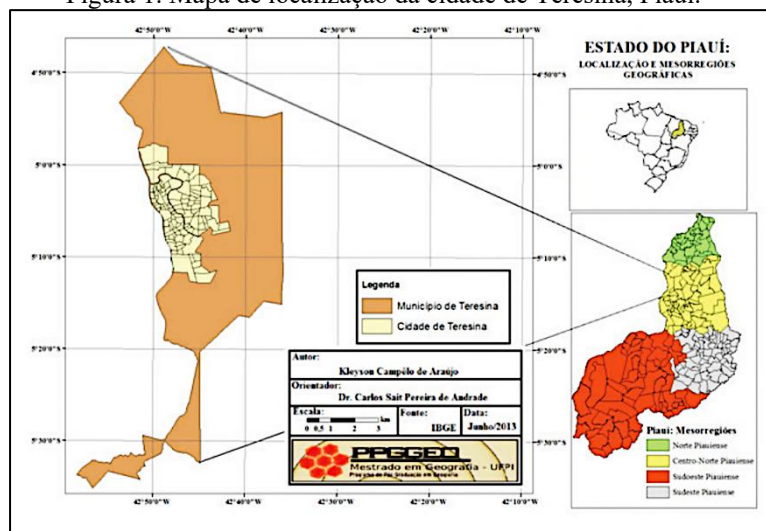 Figura 1: Mapa de localização da cidade de Teresina, Piauí.
42°50'0"S 42°40'0"S 42°30'0"S 42°20'0"S 42°10'0"S
4°50'0"S
5°0'0"S
5°10'0"S
5°20'0"S
5°30'0"S
4°50'0"S
5°0'0"S
5°10'0"S
5°20'0"S
5°30'0"S
ESTADO DO PIAUÍ:
LOCALIZAÇÃO E MESORREGIÕES
GEOGRÁFICAS
Legenda
Município de Teresina
Cidade de Teresina
Autor:
Kleyson Campêlo de Araújo
Orientador:
Dr. Carlos Sait Pereira de Andrade
Escala:
km
0 0,5 1 2 3
Fonte:
IBGE
Data:
Junho/2013
PPGGEO
Mestrado em Geografia - UFPI
Programa de Pós-Graduação em Geografia
Piauí: Mesorregiões
Norte Piauiense
Centro-Norte Piauiense
Sudoeste Piauiense
Sudeste Piauiense
42°50'0"S 42°40'0"S 42°30'0"S 42°20'0"S 42°10'0"S